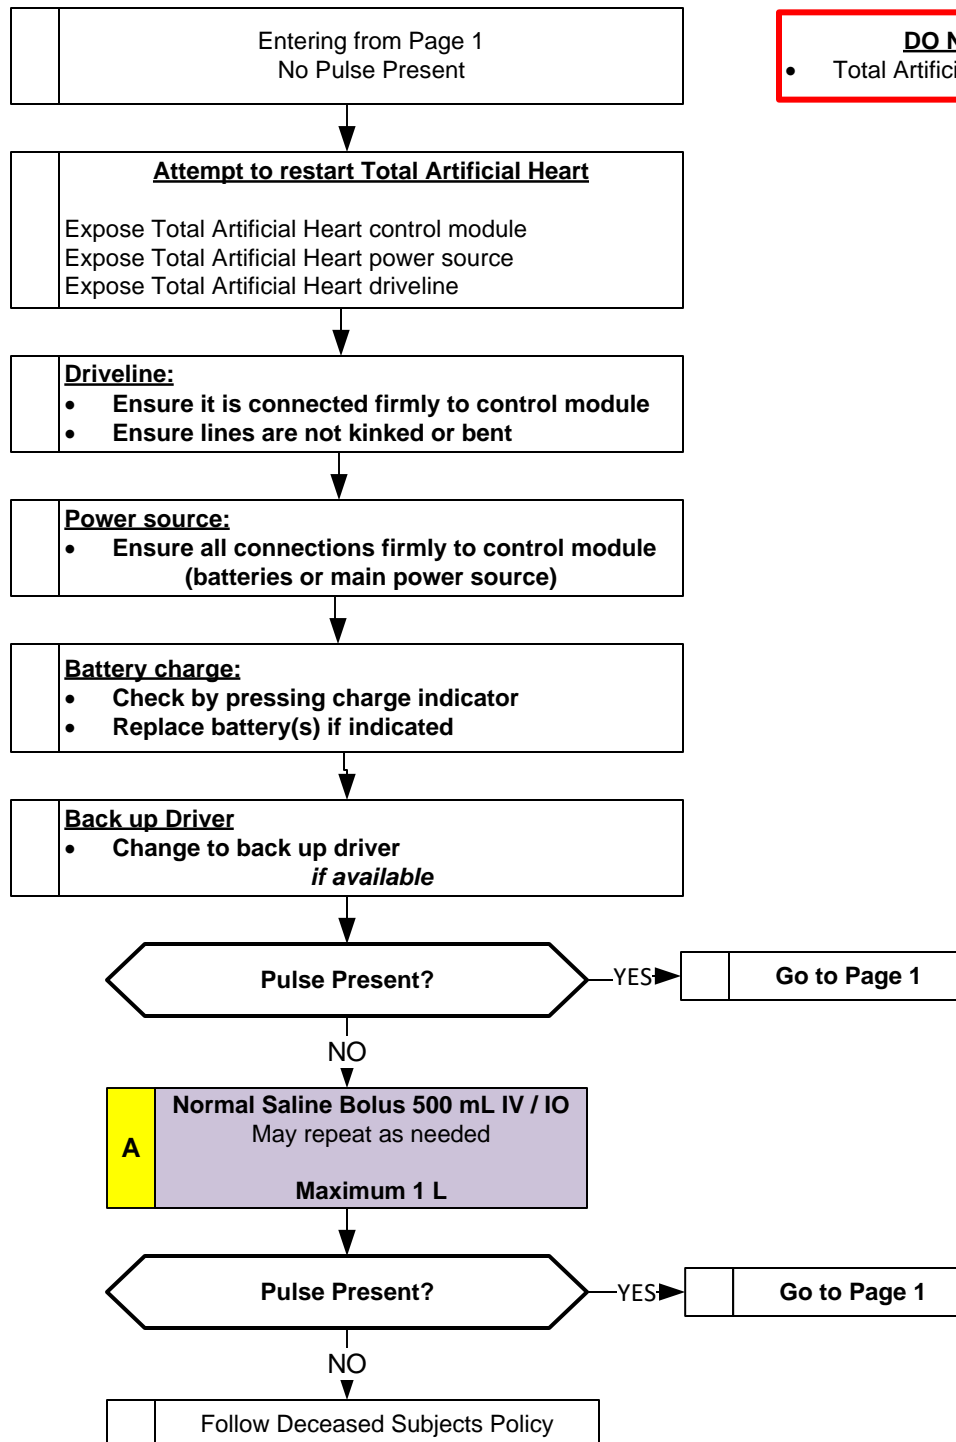 Entering from Page 1
No Pulse Present
DO
• Total
Attempt to restart Total Artificial Heart
Expose Total Artificial Heart control module
Expose Total Artificial Heart power source
Expose Total Artificial Heart driveline
Driveline:
• Ensure it is connected firmly to control module
• Ensure lines are not kinked or bent
Power source:
• Ensure all connections firmly to control module
(batteries or main power source)
Battery charge:
• Check by pressing charge indicator
• Replace battery(s) if indicated
Back up Driver
• Change to back up driver
if available
Pulse Present?
YES
Go to Page 1
NO
A
Normal Saline Bolus 500 mL IV / IO
May repeat as needed
Maximum 1 L
Pulse Present?
YES
Go to Page 1
NO
Follow Deceased Subjects Policy